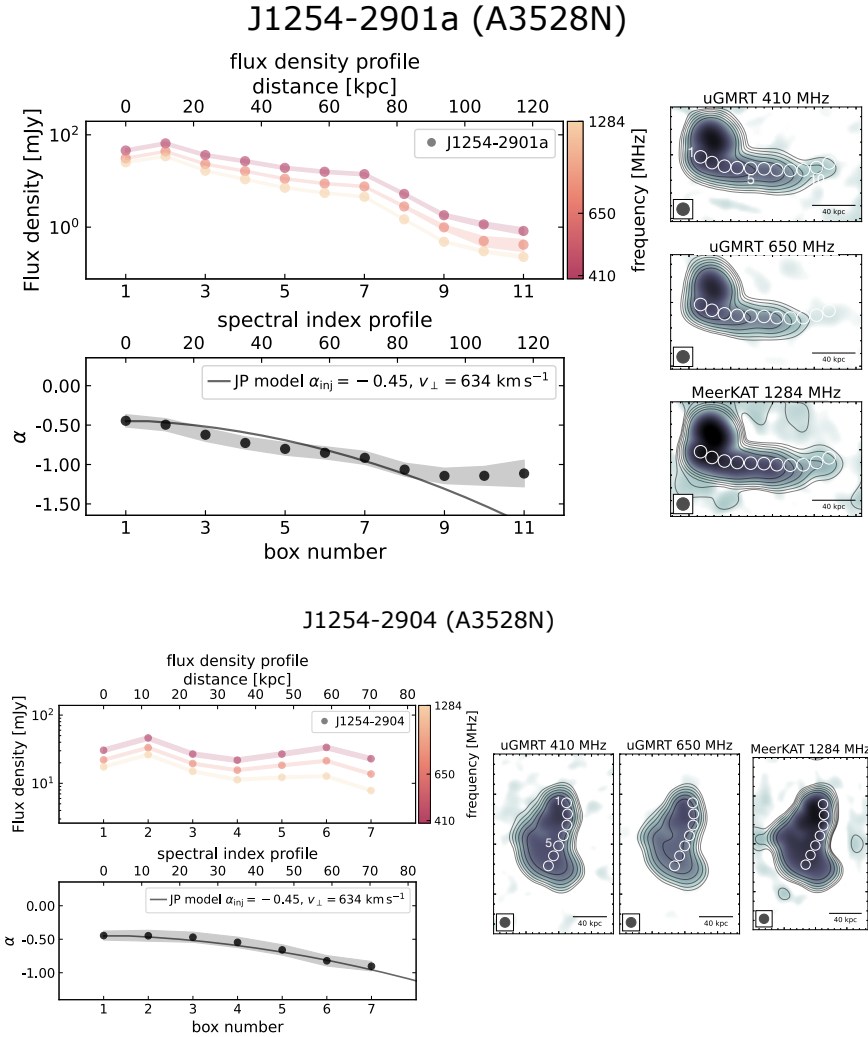 J1254-2901a (A3528N)
flux density profile
distance [kpc]
0 20 40 60 80 100 120
Flux density [mJy]
10²
10⁰
J1254-2901a
1 3 5 7 9 11
1284
650
410
frequency [MHz]
spectral index profile
0 20 40 60 80 100 120
α
0.00
-0.50
-1.00
-1.50
JP model αinj = −0.45, v⊥ = 634 km s⁻¹
1 3 5 7 9 11
box number
uGMRT 410 MHz
1
5
10
40 kpc
uGMRT 650 MHz
40 kpc
MeerKAT 1284 MHz
40 kpc
J1254-2904 (A3528N)
flux density profile
distance [kpc]
0 10 20 30 40 50 60 70 80
Flux density [mJy]
10²
10¹
J1254-2904
1 2 3 4 5 6 7
1284
650
410
frequency [MHz]
spectral index profile
0 10 20 30 40 50 60 70 80
α
0.00
-0.50
-1.00
JP model αinj = −0.45, v⊥ = 634 km s⁻¹
1 2 3 4 5 6 7
box number
uGMRT 410 MHz
1
5
40 kpc
uGMRT 650 MHz
40 kpc
MeerKAT 1284 MHz
40 kpc